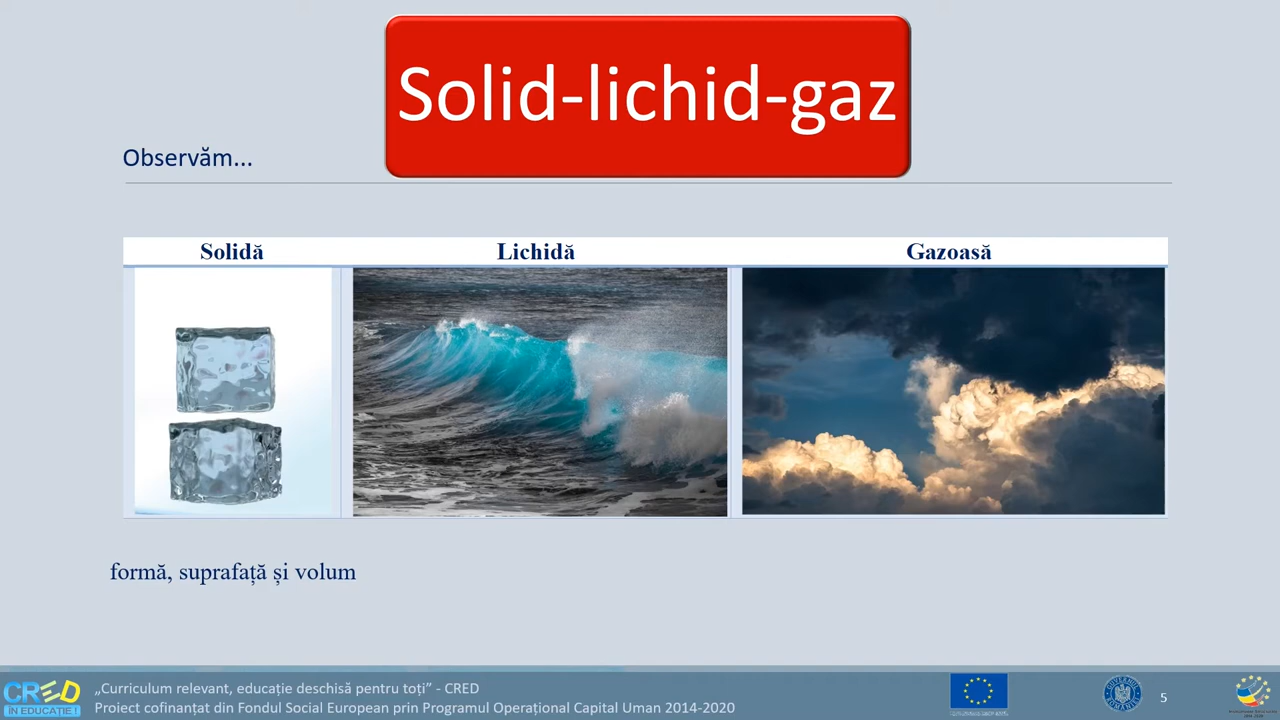 Solid-lichid-gaz
Observăm...
Solidă Lichidă Gazoasă
formă, suprafață și volum
CRED
ÎN EDUCAȚIE !
„Curriculum relevant, educație deschisă pentru toți” - CRED
Proiect cofinanțat din Fondul Social European prin Programul Operațional Capital Uman 2014-2020
5